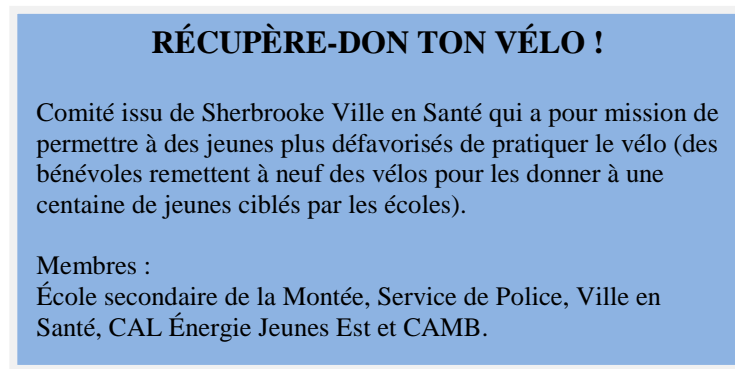 RÉCUPÈRE-DON TON VÉLO !
Comité issu de Sherbrooke Ville en Santé qui a pour mission de
permettre à des jeunes plus défavorisés de pratiquer le vélo (des
bénévoles remettent à neuf des vélos pour les donner à une
centaine de jeunes ciblés par les écoles).
Membres :
École secondaire de la Montée, Service de Police, Ville en
Santé, CAL Énergie Jeunes Est et CAMB.